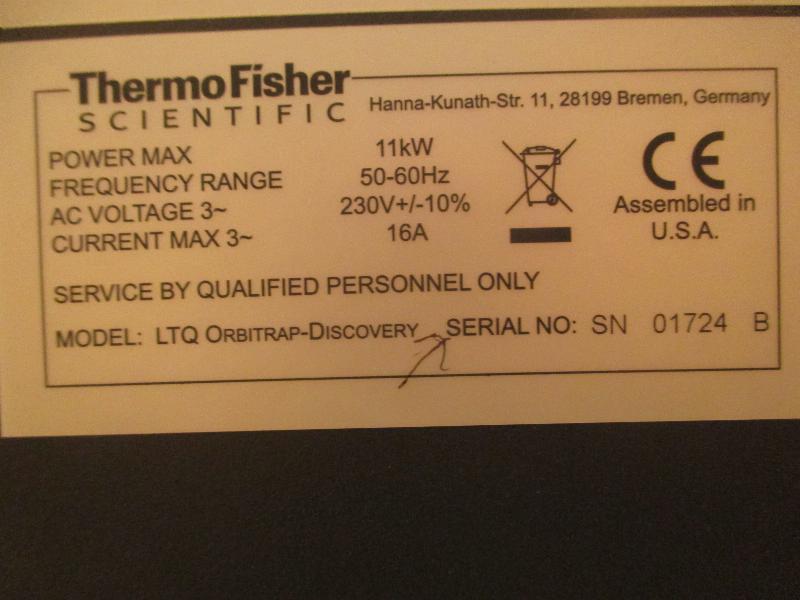 ThermoFisher
SCIENTIFIC
Hanna-Kunath-Str. 11, 28199 Bremen, Germany
POWER MAX 11kW
FREQUENCY RANGE 50-60Hz
AC VOLTAGE 3~ 230V+/-10%
CURRENT MAX 3~ 16A
CE
Assembled in
U.S.A.
SERVICE BY QUALIFIED PERSONNEL ONLY
MODEL: LTQ ORBITRAP-DISCOVERY SERIAL NO: SN 01724 B